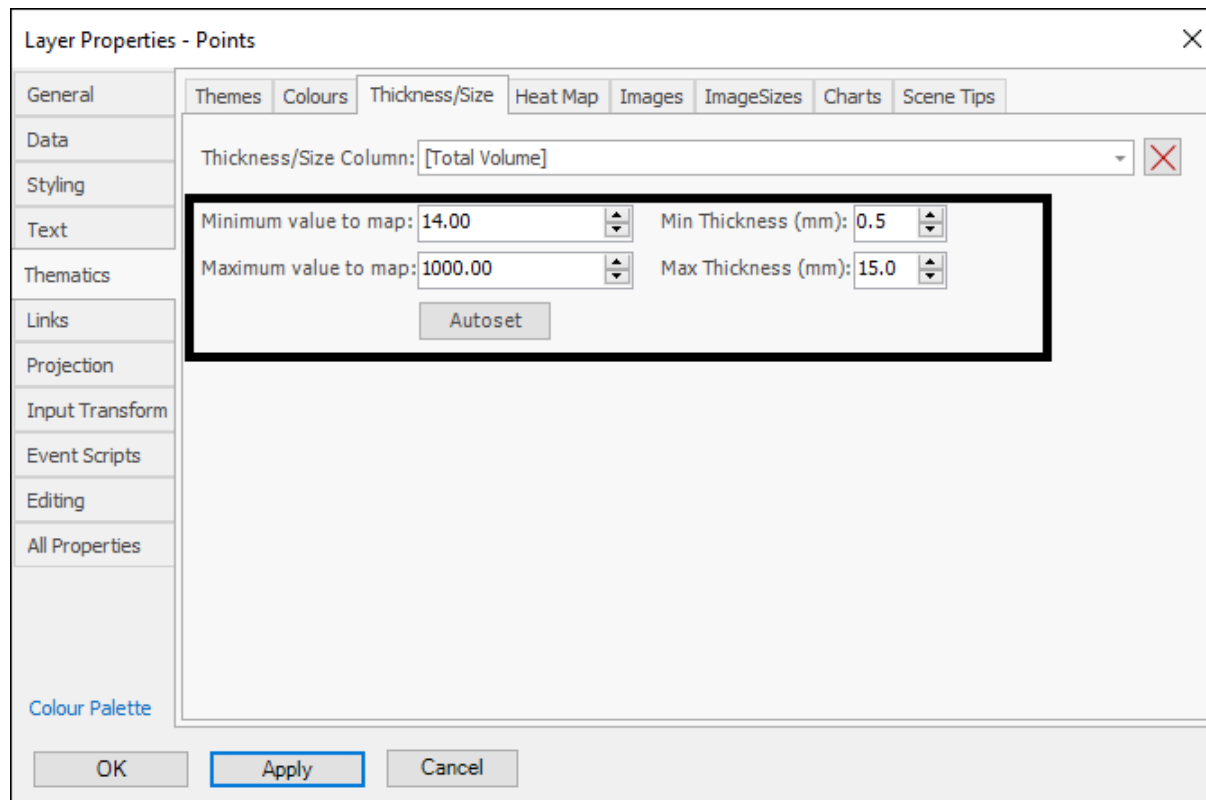 Layer Properties - Points
General
Data
Styling
Text
Thematics
Links
Projection
Input Transform
Event Scripts
Editing
All Properties
Colour Palette
Themes Colours Thickness/Size Heat Map Images ImageSizes Charts Scene Tips
Thickness/Size Column: [Total Volume]
Minimum value to map: 14.00 Min Thickness (mm): 0.5
Maximum value to map: 1000.00 Max Thickness (mm): 15.0
Autoset
OK Apply Cancel